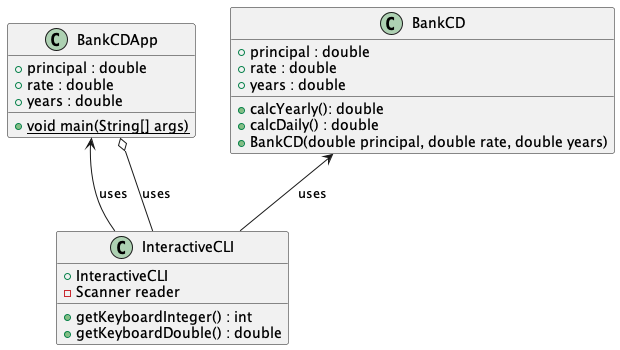 C BankCDApp
principal : double
rate : double
years : double
void main(String[] args)
C BankCD
principal : double
rate : double
years : double
calcYearly(): double
calcDaily() : double
BankCD(double principal, double rate, double years)
uses
uses
uses
C InteractiveCLI
InteractiveCLI
Scanner reader
getKeyboardInteger() : int
getKeyboardDouble() : double